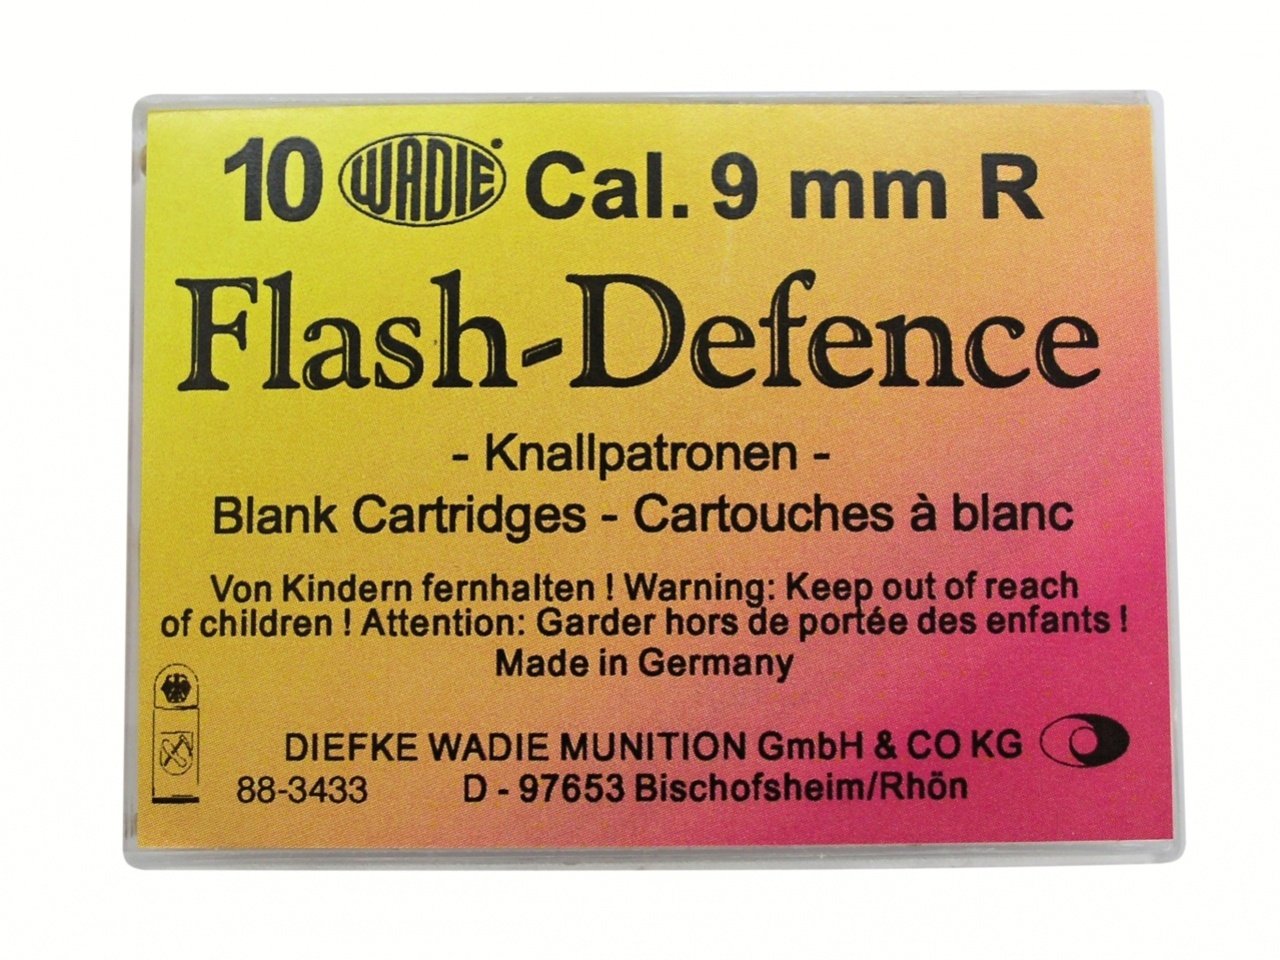 10 WADIE Cal. 9 mm R
Flash-Defence
- Knallpatronen -
Blank Cartridges - Cartouches à blanc
Von Kindern fernhalten ! Warning: Keep out of reach
of children ! Attention: Garder hors de portée des enfants !
Made in Germany
DIEFKE WADIE MUNITION GmbH & CO KG
88-3433 D - 97653 Bischofsheim/Rhön